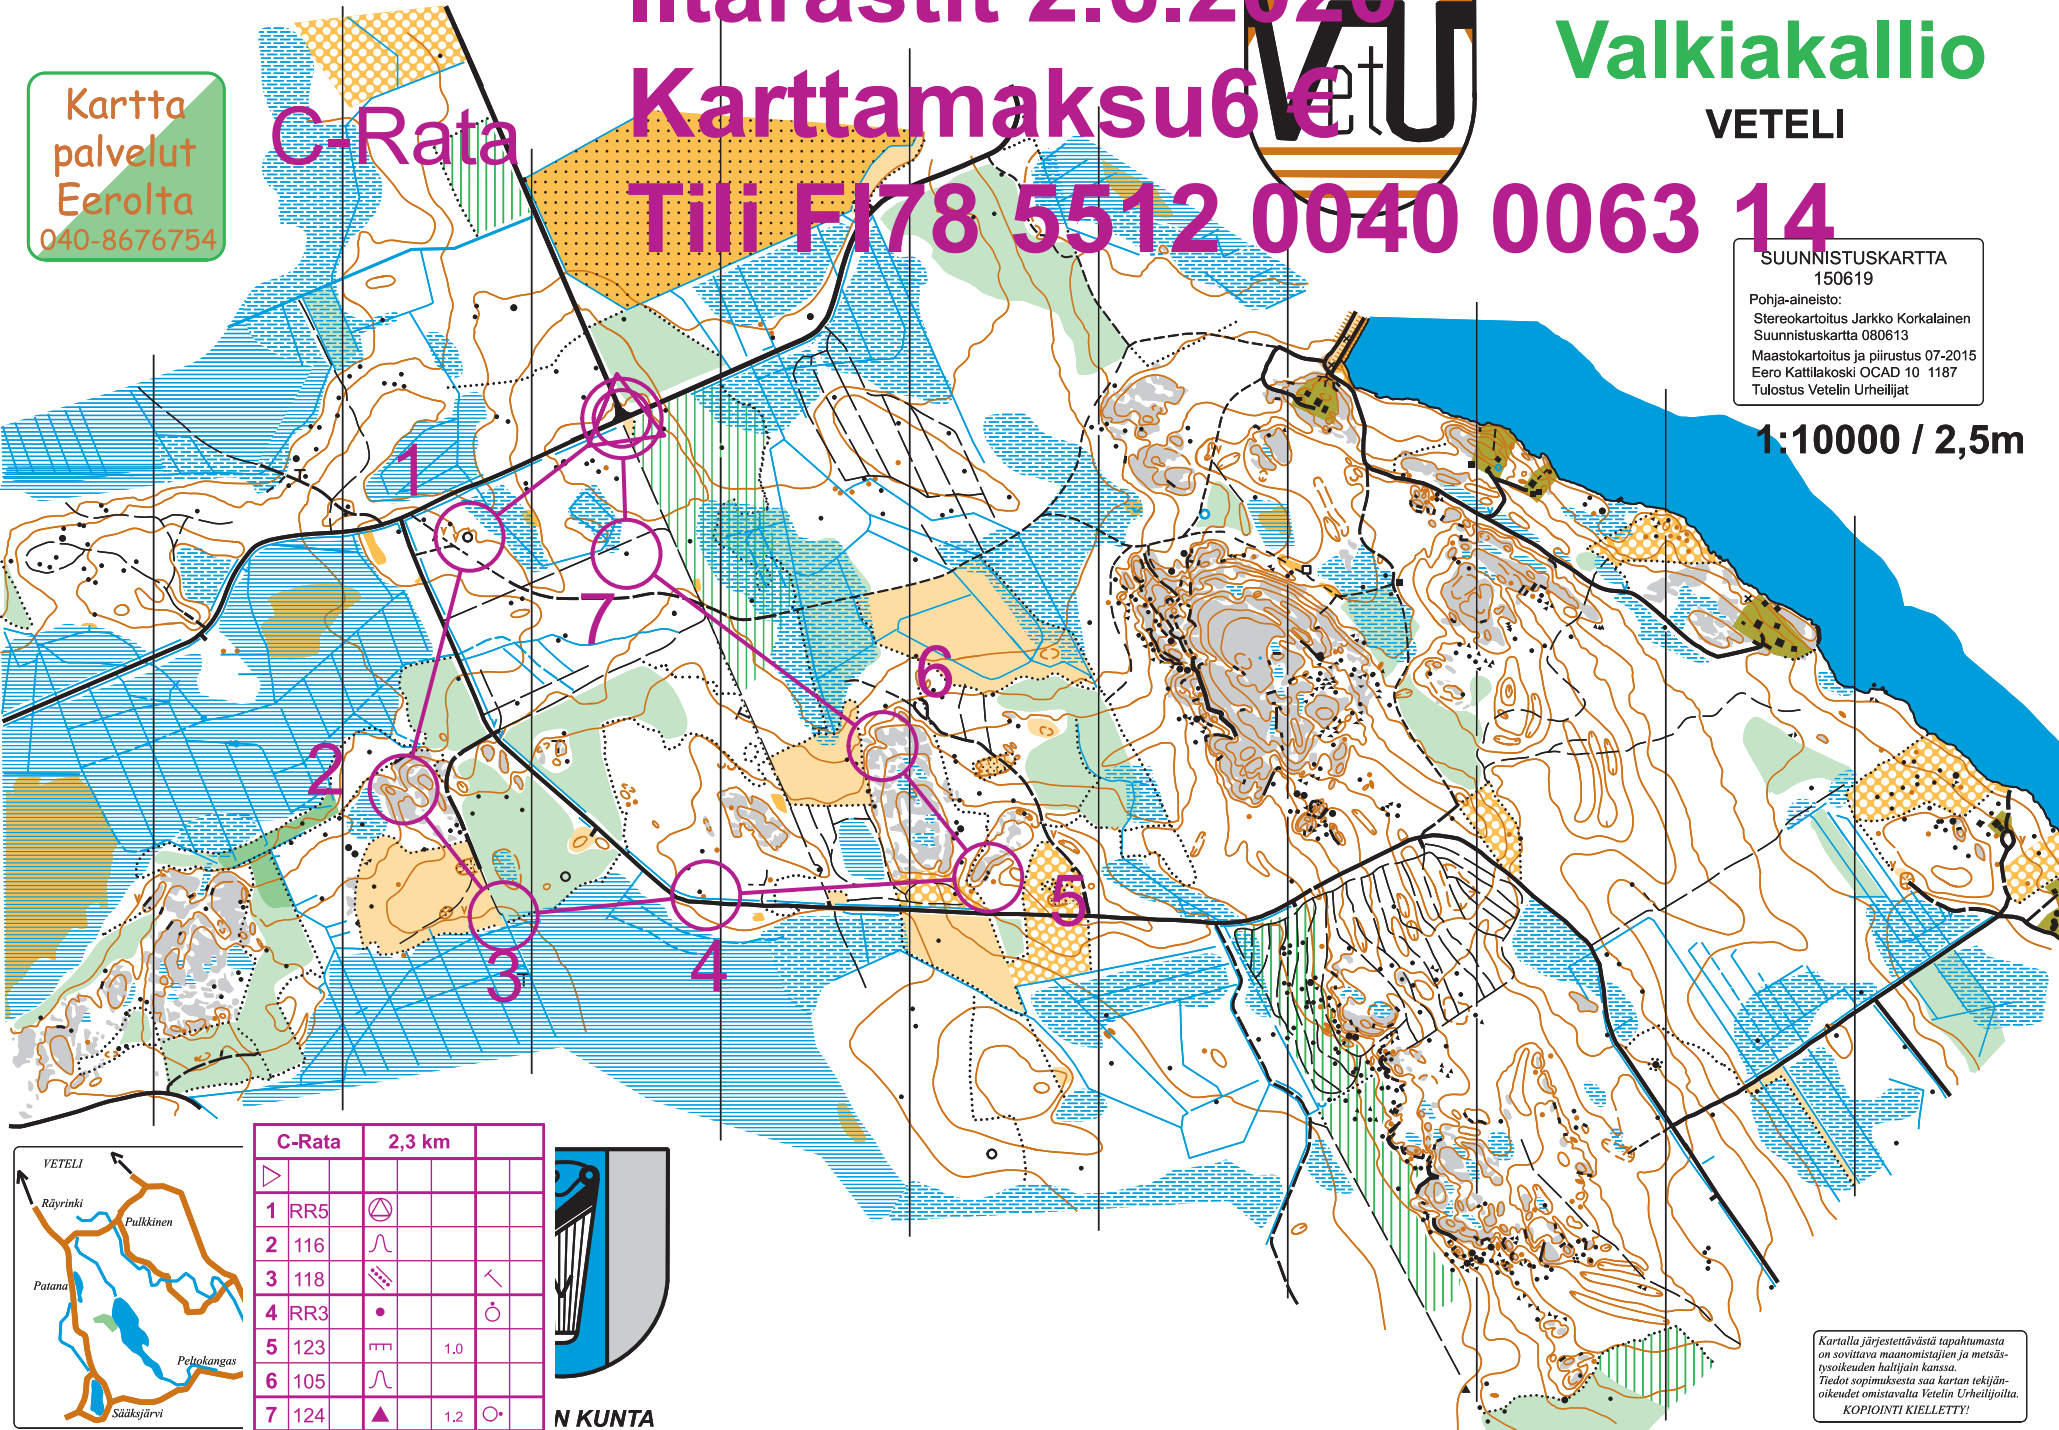 Iltarastit 2.6.2020
Karttamaksu6 €
Tili FI78 5512 0040 0063 14
C-Rata
Kartta
palvelut
Eerolta
040-8676754
VetU
Valkiakallio
VETELI
SUUNNISTUSKARTTA
150619
Pohja-aineisto:
Stereokartoitus Jarkko Korkalainen
Suunnistuskartta 080613
Maastokartoitus ja piirustus 07-2015
Eero Kattilakoski OCAD 10 1187
Tulostus Vetelin Urheilijat
1:10000 / 2,5m
1
2
3
4
5
6
7
VETELI
Räyrinki
Pulkkinen
Patana
Peltokangas
Sääksjärvi
C-Rata 2,3 km
1 RR5
2 116
3 118
4 RR3
5 123 1.0
6 105
7 124 1.2
N KUNTA
Kartalla järjestettävästä tapahtumasta
on sovittava maanomistajien ja metsäs-
tysoikeuden haltijain kanssa.
Tiedot sopimuksesta saa kartan tekijän-
oikeudet omistavalta Vetelin Urheilijoilta.
KOPIOINTI KIELLETTY!